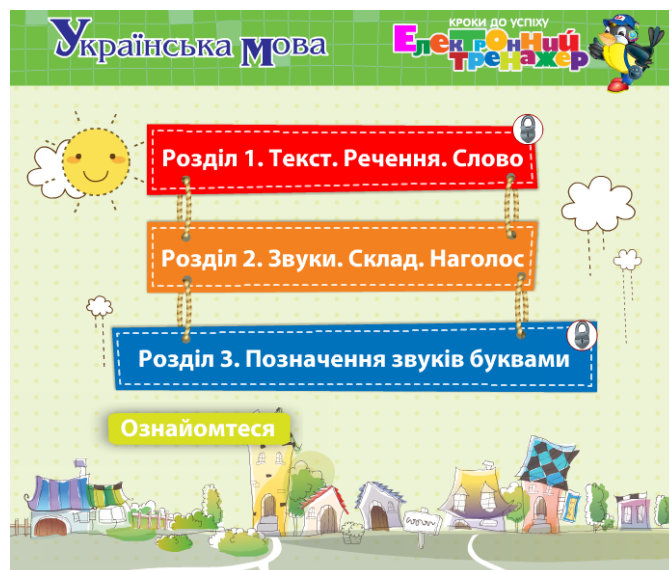 Українська Мова
КРОКИ ДО УСПІХУ
ЕлекТРОнНий
тренажер
Розділ 1. Текст. Речення. Слово
Розділ 2. Звуки. Склад. Наголос
Розділ 3. Позначення звуків буквами
Ознайомтеся